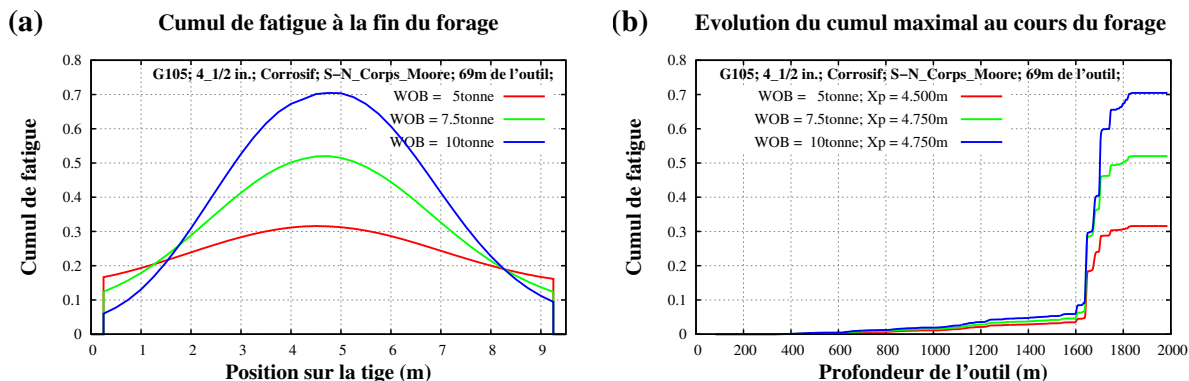 (a)
Cumul de fatigue à la fin du forage
Cumul de fatigue
0.8
0.7
0.6
0.5
0.4
0.3
0.2
0.1
0
G105; 4_1/2 in.; Corrosif; S−N_Corps_Moore; 69m de l'outil;
WOB = 5tonne
WOB = 7.5tonne
WOB = 10tonne
0 1 2 3 4 5 6 7 8 9
Position sur la tige (m)
(b)
Evolution du cumul maximal au cours du forage
Cumul de fatigue
0.8
0.7
0.6
0.5
0.4
0.3
0.2
0.1
0
G105; 4_1/2 in.; Corrosif; S−N_Corps_Moore; 69m de l'outil;
WOB = 5tonne; Xp = 4.500m
WOB = 7.5tonne; Xp = 4.750m
WOB = 10tonne; Xp = 4.750m
0 200 400 600 800 1000 1200 1400 1600 1800 2000
Profondeur de l'outil (m)